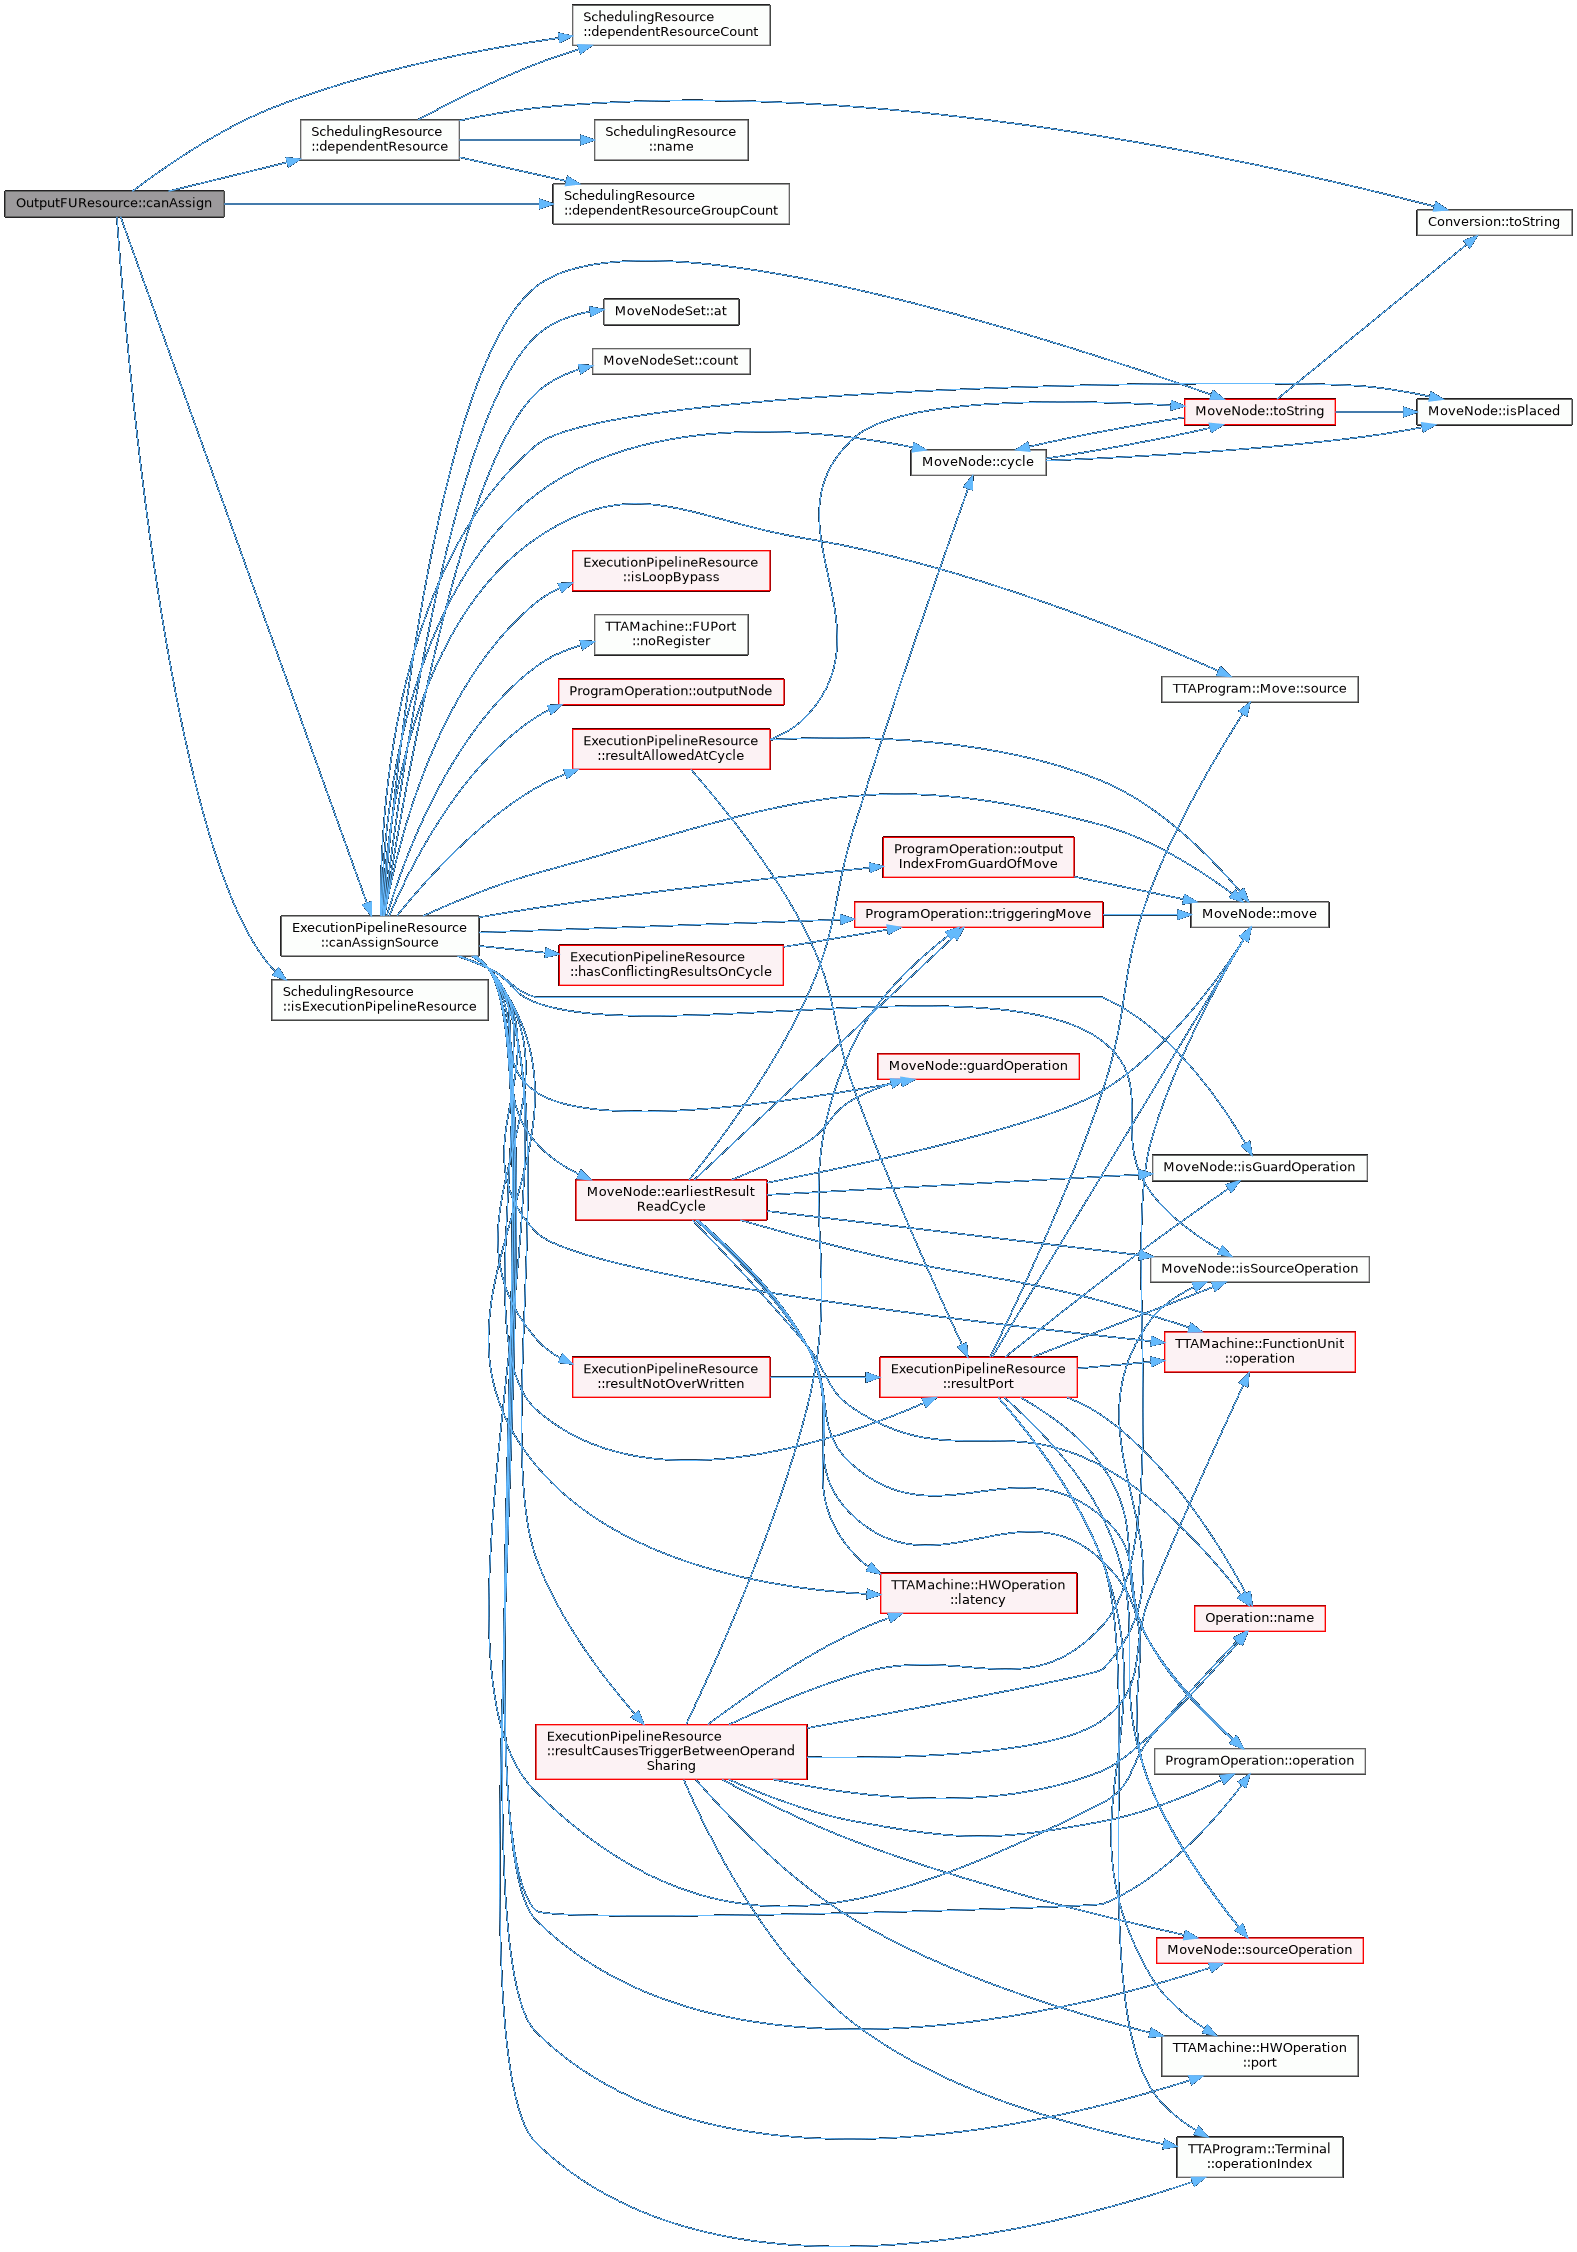 SchedulingResource
::dependentResourceCount
SchedulingResource
::dependentResource
SchedulingResource
::name
SchedulingResource
::dependentResourceGroupCount
OutputFUResource::canAssign
Conversion::toString
MoveNodeSet::at
MoveNodeSet::count
MoveNode::toString
MoveNode::isPlaced
MoveNode::cycle
ExecutionPipelineResource
::isLoopBypass
TTAMachine::FUPort
::noRegister
ProgramOperation::outputNode
TTAProgram::Move::source
ExecutionPipelineResource
::resultAllowedAtCycle
ProgramOperation::output
IndexFromGuardOfMove
ProgramOperation::triggeringMove
MoveNode::move
ExecutionPipelineResource
::canAssignSource
ExecutionPipelineResource
::hasConflictingResultsOnCycle
SchedulingResource
::isExecutionPipelineResource
MoveNode::guardOperation
MoveNode::isGuardOperation
MoveNode::earliestResult
ReadCycle
MoveNode::isSourceOperation
TTAMachine::FunctionUnit
::operation
ExecutionPipelineResource
::resultNotOverWritten
ExecutionPipelineResource
::resultPort
TTAMachine::HWOperation
::latency
Operation::name
ExecutionPipelineResource
::resultCausesTriggerBetweenOperand
Sharing
ProgramOperation::operation
MoveNode::sourceOperation
TTAMachine::HWOperation
::port
TTAProgram::Terminal
::operationIndex